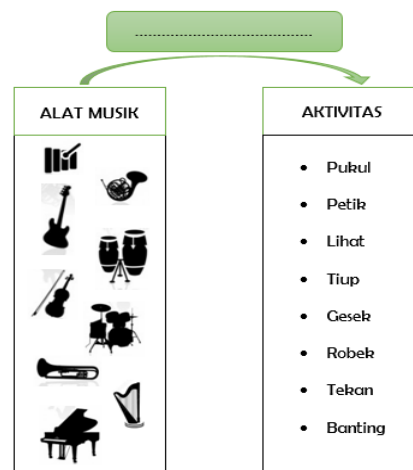 ........................................
ALAT MUSIK
AKTIVITAS
• Pukul
• Petik
• Lihat
• Tiup
• Gesek
• Robek
• Tekan
• Banting